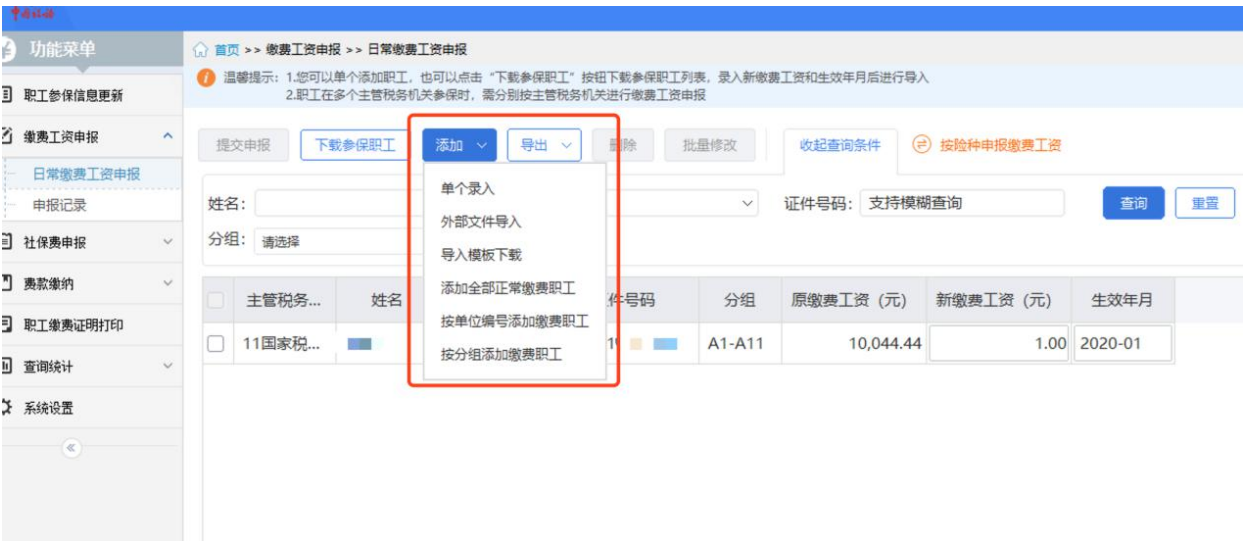 功能菜单
首页 >> 缴费工资申报 >> 日常缴费工资申报
温馨提示：1.您可以单个添加职工，也可以点击“下载参保职工”按钮下载参保职工列表，录入新缴费工资和生效年月后进行导入
2.职工在多个主管税务机关参保时，需分别按主管税务机关进行缴费工资申报
职工参保信息更新
缴费工资申报
日常缴费工资申报
申报记录
社保费申报
费款缴纳
职工缴费证明打印
查询统计
系统设置
提交申报 下载参保职工 添加 导出 删除 批量修改 收起查询条件 按险种申报缴费工资
单个录入
外部文件导入
导入模板下载
添加全部正常缴费职工
按单位编号添加缴费职工
按分组添加缴费职工
姓名： 证件号码： 支持模糊查询 查询 重置
分组： 请选择
主管税务... 姓名 件号码 分组 原缴费工资（元） 新缴费工资（元） 生效年月
11国家税... A1-A11 10,044.44 1.00 2020-01